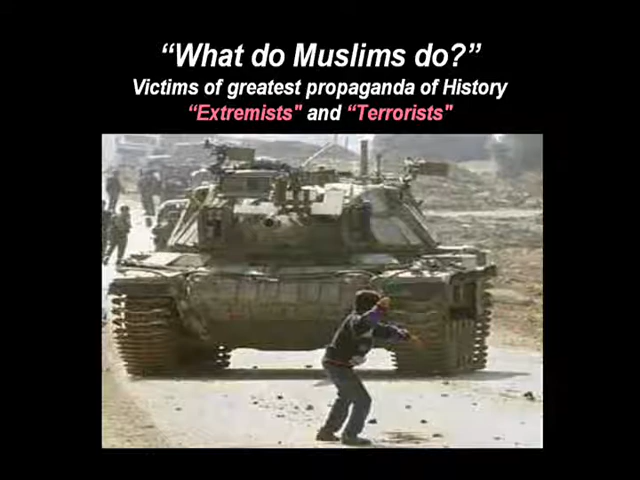 “What do Muslims do?”
Victims of greatest propaganda of History
“Extremists" and “Terrorists"